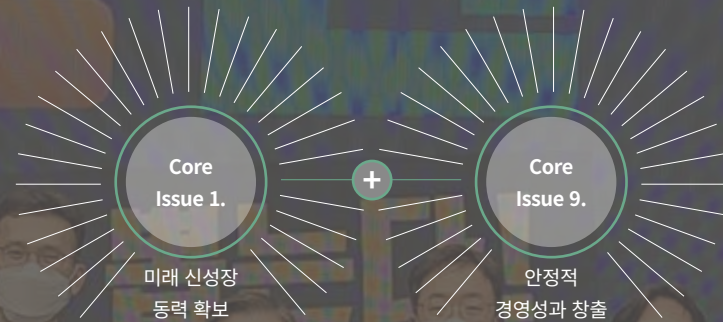 Core
Issue 1.
+
Core
Issue 9.
미래 신성장
동력 확보
안정적
경영성과 창출